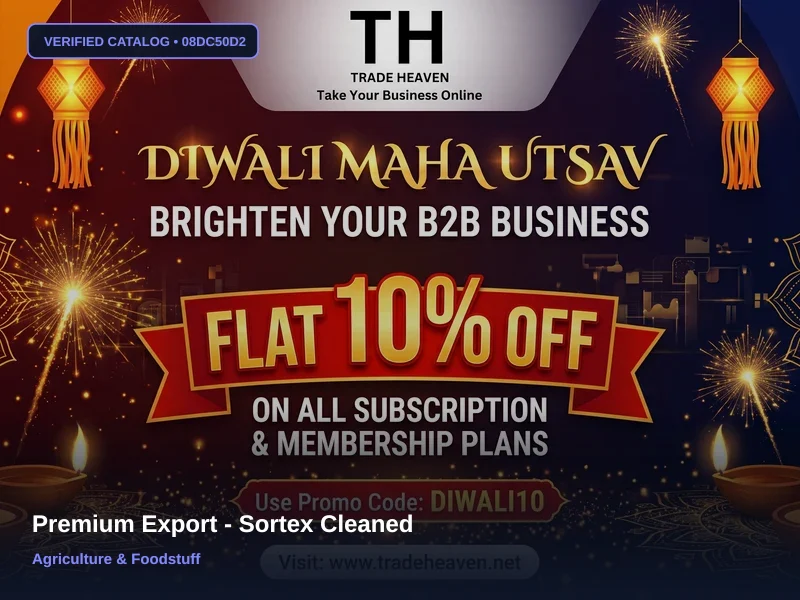 VERIFIED CATALOG • 08DC50D2
TH
TRADE HEAVEN
Take Your Business Online
DIWALI MAHA UTSAV
BRIGHTEN YOUR B2B BUSINESS
FLAT 10% OFF
ON ALL SUBSCRIPTION
& MEMBERSHIP PLANS
Use Promo Code: DIWALI10
Premium Export - Sortex Cleaned
Agriculture & Foodstuff
Visit: www.tradeheaven.net